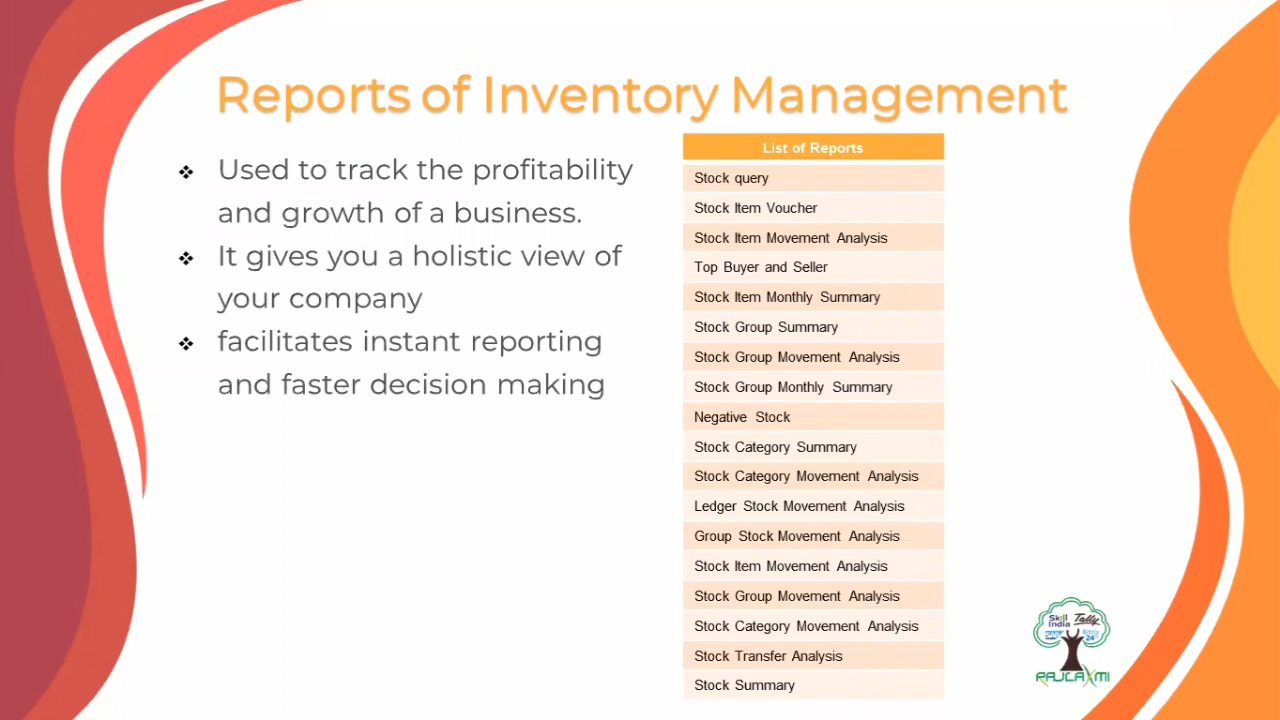 Reports of Inventory Management
Used to track the profitability
and growth of a business.
It gives you a holistic view of
your company
facilitates instant reporting
and faster decision making
List of Reports
Stock query
Stock Item Voucher
Stock Item Movement Analysis
Top Buyer and Seller
Stock Item Monthly Summary
Stock Group Summary
Stock Group Movement Analysis
Stock Group Monthly Summary
Negative Stock
Stock Category Summary
Stock Category Movement Analysis
Ledger Stock Movement Analysis
Group Stock Movement Analysis
Stock Item Movement Analysis
Stock Group Movement Analysis
Stock Category Movement Analysis
Stock Transfer Analysis
Stock Summary
Skill
India
Tally
RAJLAXMI